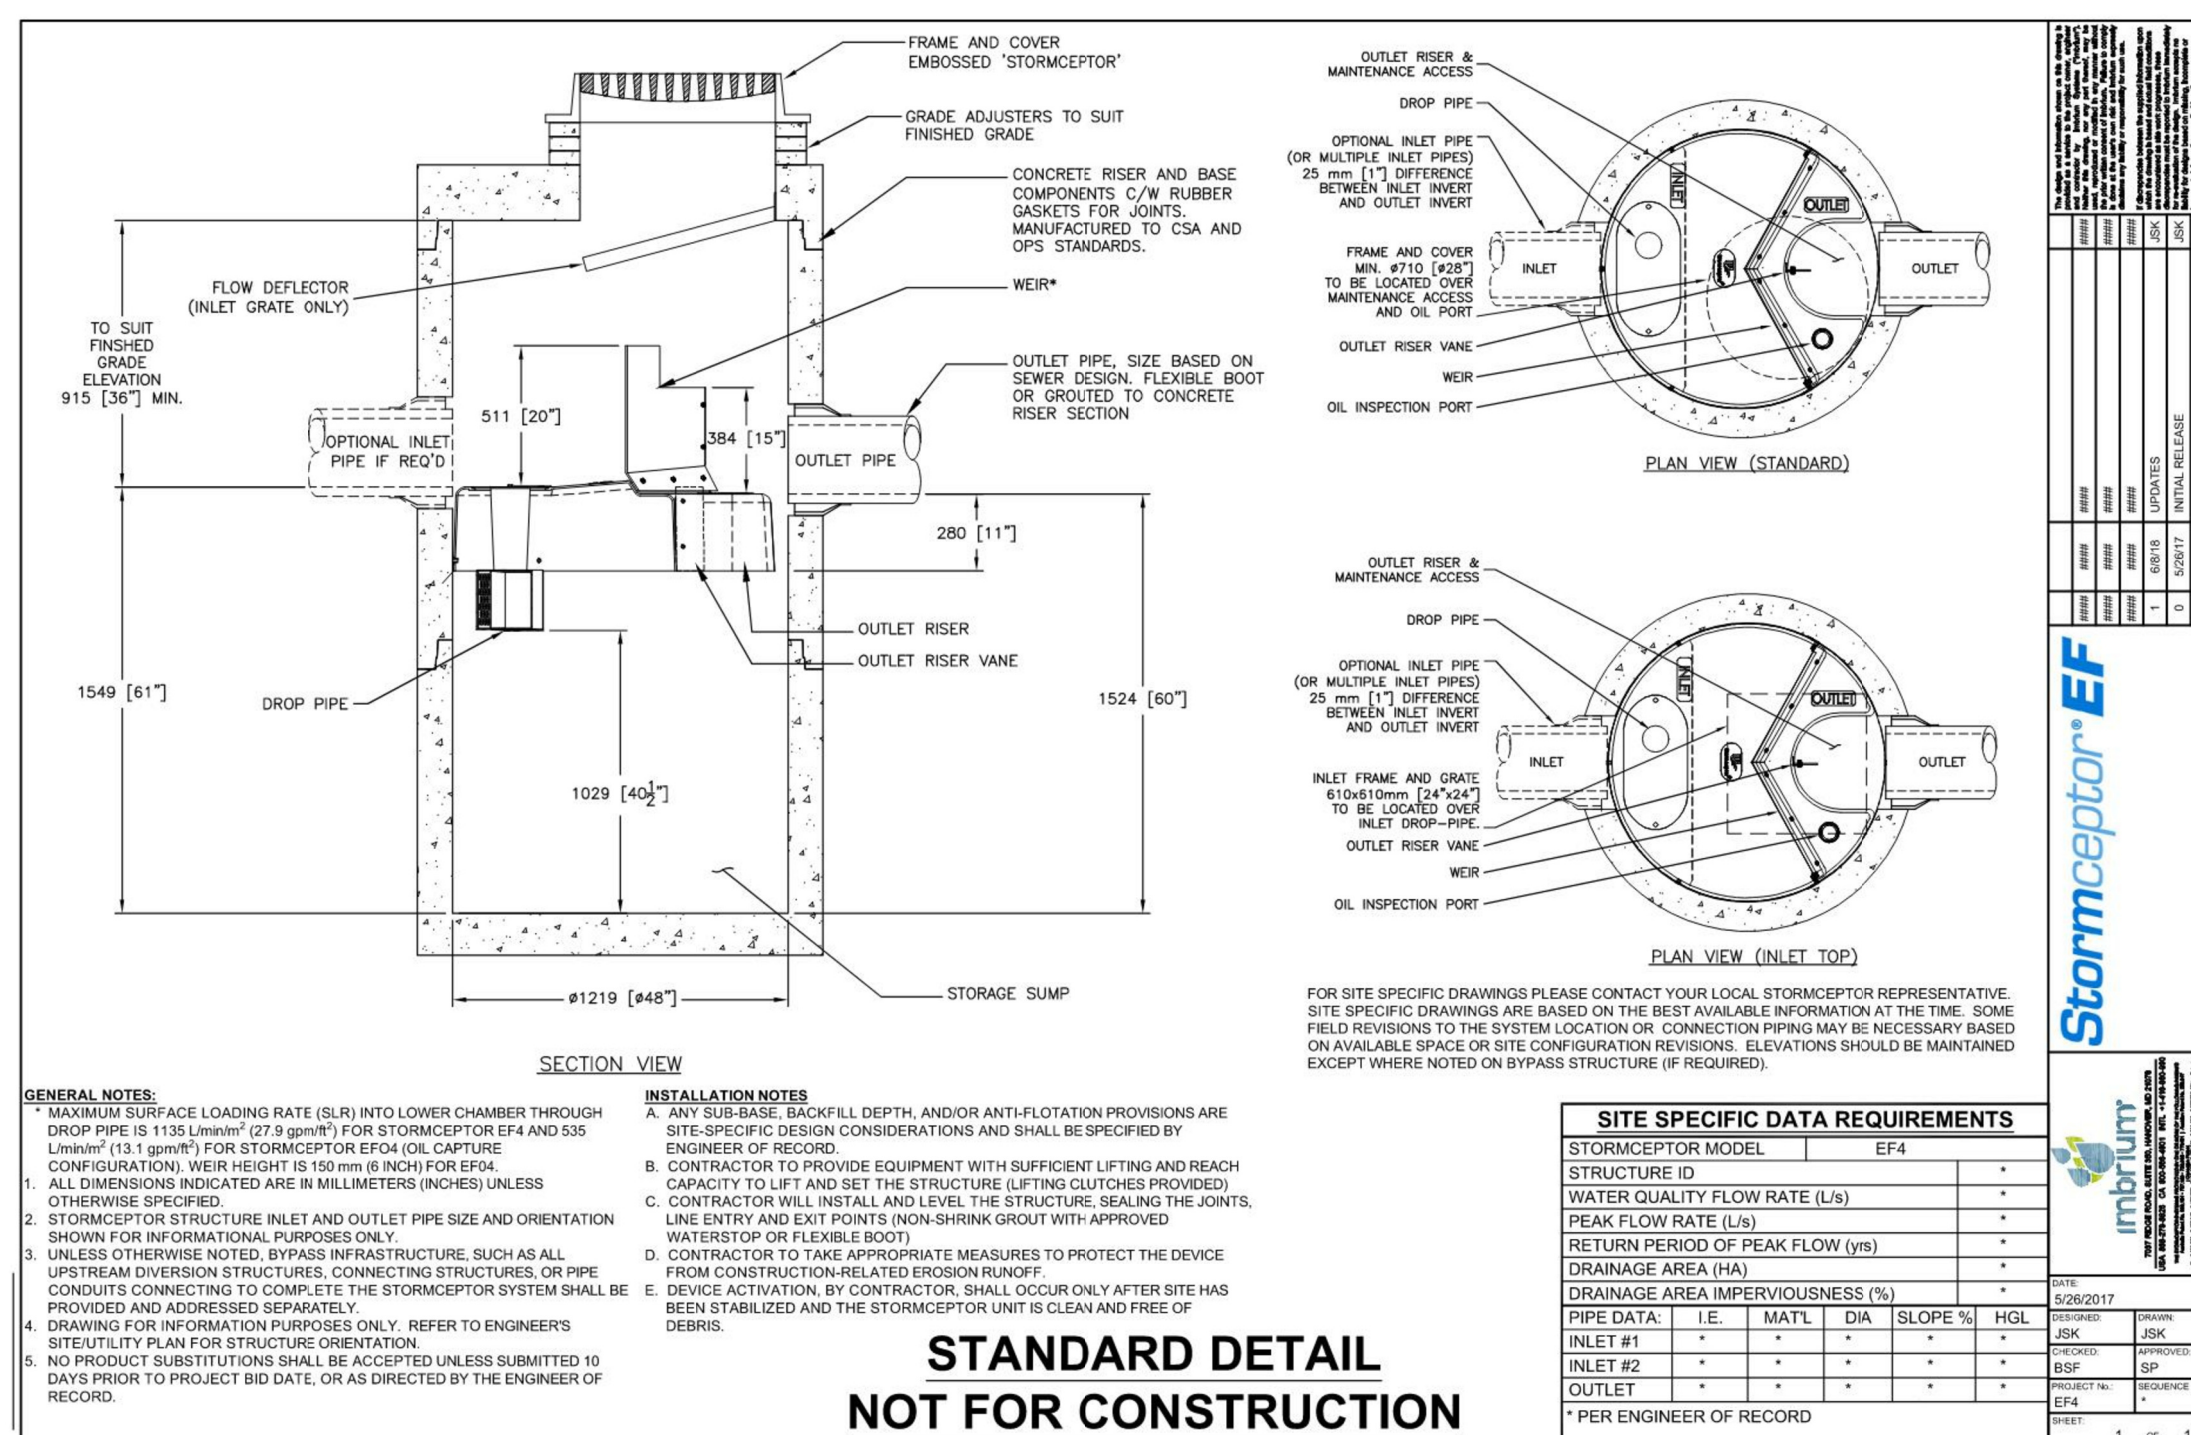 FRAME AND COVER
EMBOSSED 'STORMCEPTOR'
GRADE ADJUSTERS TO SUIT
FINISHED GRADE
CONCRETE RISER AND BASE
COMPONENTS C/W RUBBER
GASKETS FOR JOINTS.
MANUFACTURED TO CSA AND
OPS STANDARDS.
FLOW DEFLECTOR
(INLET GRATE ONLY)
WEIR*
TO SUIT
FINSHED
GRADE
ELEVATION
915 [36"] MIN.
OUTLET PIPE, SIZE BASED ON
SEWER DESIGN. FLEXIBLE BOOT
OR GROUTED TO CONCRETE
RISER SECTION
511 [20"]
384 [15"]
OPTIONAL INLET
PIPE IF REQ'D
OUTLET PIPE
280 [11"]
OUTLET RISER
OUTLET RISER VANE
1549 [61"]
DROP PIPE
1524 [60"]
1029 [40½"]
ø1219 [ø48"]
STORAGE SUMP
SECTION VIEW
OUTLET RISER &
MAINTENANCE ACCESS
DROP PIPE
OPTIONAL INLET PIPE
(OR MULTIPLE INLET PIPES)
25 mm [1"] DIFFERENCE
BETWEEN INLET INVERT
AND OUTLET INVERT
FRAME AND COVER
MIN. ø710 [ø28"]
TO BE LOCATED OVER
MAINTENANCE ACCESS
AND OIL PORT
OUTLET RISER VANE
WEIR
OIL INSPECTION PORT
INLET
INLET
OUTLET
OUTLET
PLAN VIEW (STANDARD)
OUTLET RISER &
MAINTENANCE ACCESS
DROP PIPE
OPTIONAL INLET PIPE
(OR MULTIPLE INLET PIPES)
25 mm [1"] DIFFERENCE
BETWEEN INLET INVERT
AND OUTLET INVERT
INLET FRAME AND GRATE
610x610mm [24"x24"]
TO BE LOCATED OVER
INLET DROP-PIPE.
OUTLET RISER VANE
WEIR
OIL INSPECTION PORT
INLET
INLET
OUTLET
OUTLET
PLAN VIEW (INLET TOP)
FOR SITE SPECIFIC DRAWINGS PLEASE CONTACT YOUR LOCAL STORMCEPTOR REPRESENTATIVE.
SITE SPECIFIC DRAWINGS ARE BASED ON THE BEST AVAILABLE INFORMATION AT THE TIME. SOME
FIELD REVISIONS TO THE SYSTEM LOCATION OR CONNECTION PIPING MAY BE NECESSARY BASED
ON AVAILABLE SPACE OR SITE CONFIGURATION REVISIONS. ELEVATIONS SHOULD BE MAINTAINED
EXCEPT WHERE NOTED ON BYPASS STRUCTURE (IF REQUIRED).
GENERAL NOTES:
* MAXIMUM SURFACE LOADING RATE (SLR) INTO LOWER CHAMBER THROUGH
DROP PIPE IS 1135 L/min/m² (27.9 gpm/ft²) FOR STORMCEPTOR EF4 AND 535
L/min/m² (13.1 gpm/ft²) FOR STORMCEPTOR EFO4 (OIL CAPTURE
CONFIGURATION). WEIR HEIGHT IS 150 mm (6 INCH) FOR EF04.
1. ALL DIMENSIONS INDICATED ARE IN MILLIMETERS (INCHES) UNLESS
OTHERWISE SPECIFIED.
2. STORMCEPTOR STRUCTURE INLET AND OUTLET PIPE SIZE AND ORIENTATION
SHOWN FOR INFORMATIONAL PURPOSES ONLY.
3. UNLESS OTHERWISE NOTED, BYPASS INFRASTRUCTURE, SUCH AS ALL
UPSTREAM DIVERSION STRUCTURES, CONNECTING STRUCTURES, OR PIPE
CONDUITS CONNECTING TO COMPLETE THE STORMCEPTOR SYSTEM SHALL BE
PROVIDED AND ADDRESSED SEPARATELY.
4. DRAWING FOR INFORMATION PURPOSES ONLY. REFER TO ENGINEER'S
SITE/UTILITY PLAN FOR STRUCTURE ORIENTATION.
5. NO PRODUCT SUBSTITUTIONS SHALL BE ACCEPTED UNLESS SUBMITTED 10
DAYS PRIOR TO PROJECT BID DATE, OR AS DIRECTED BY THE ENGINEER OF
RECORD.
INSTALLATION NOTES
A. ANY SUB-BASE, BACKFILL DEPTH, AND/OR ANTI-FLOTATION PROVISIONS ARE
SITE-SPECIFIC DESIGN CONSIDERATIONS AND SHALL BE SPECIFIED BY
ENGINEER OF RECORD.
B. CONTRACTOR TO PROVIDE EQUIPMENT WITH SUFFICIENT LIFTING AND REACH
CAPACITY TO LIFT AND SET THE STRUCTURE (LIFTING CLUTCHES PROVIDED)
C. CONTRACTOR WILL INSTALL AND LEVEL THE STRUCTURE, SEALING THE JOINTS,
LINE ENTRY AND EXIT POINTS (NON-SHRINK GROUT WITH APPROVED
WATERSTOP OR FLEXIBLE BOOT)
D. CONTRACTOR TO TAKE APPROPRIATE MEASURES TO PROTECT THE DEVICE
FROM CONSTRUCTION-RELATED EROSION RUNOFF.
E. DEVICE ACTIVATION, BY CONTRACTOR, SHALL OCCUR ONLY AFTER SITE HAS
BEEN STABILIZED AND THE STORMCEPTOR UNIT IS CLEAN AND FREE OF
DEBRIS.
STANDARD DETAIL
NOT FOR CONSTRUCTION
SITE SPECIFIC DATA REQUIREMENTS
STORMCEPTOR MODEL EF4
STRUCTURE ID *
WATER QUALITY FLOW RATE (L/s) *
PEAK FLOW RATE (L/s) *
RETURN PERIOD OF PEAK FLOW (yrs) *
DRAINAGE AREA (HA) *
DRAINAGE AREA IMPERVIOUSNESS (%) *
PIPE DATA: I.E. MAT'L DIA SLOPE % HGL
INLET #1 * * * * *
INLET #2 * * * * *
OUTLET * * * * *
* PER ENGINEER OF RECORD
#### #### ####
#### #### ####
#### #### ####
1 6/8/18 UPDATES JSK
0 5/26/17 INITIAL RELEASE JSK
Stormceptor® EF
imbrium
DATE:
5/26/2017
DESIGNED: DRAWN:
JSK JSK
CHECKED: APPROVED:
BSF SP
PROJECT No.: SEQUENCE
EF4 *
SHEET:
1 OF 1